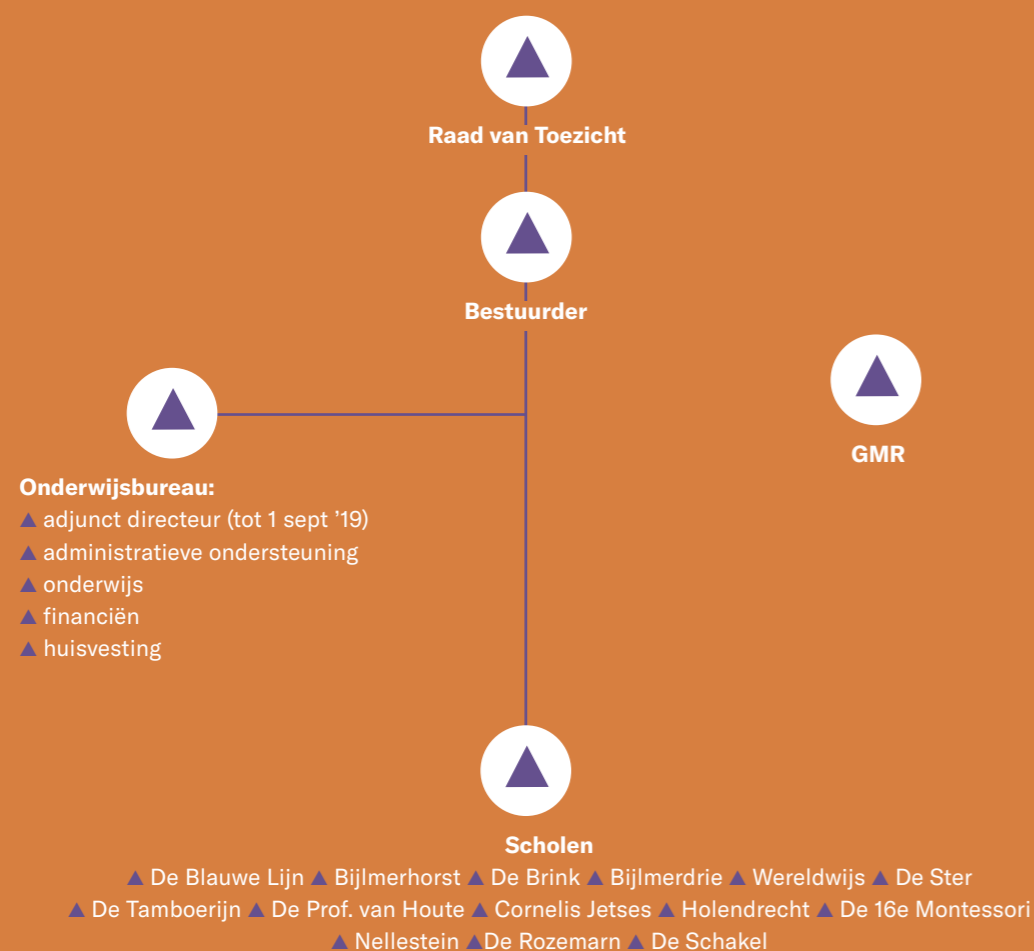 Raad van Toezicht
Bestuurder
GMR
Onderwijsbureau:
▲ adjunct directeur (tot 1 sept ’19)
▲ administratieve ondersteuning
▲ onderwijs
▲ financiën
▲ huisvesting
Scholen
▲ De Blauwe Lijn ▲ Bijlmerhorst ▲ De Brink ▲ Bijlmerdrie ▲ Wereldwijs ▲ De Ster
▲ De Tamboerijn ▲ De Prof. van Houte ▲ Cornelis Jetses ▲ Holendrecht ▲ De 16e Montessori
▲ Nellestein ▲De Rozemarn ▲ De Schakel